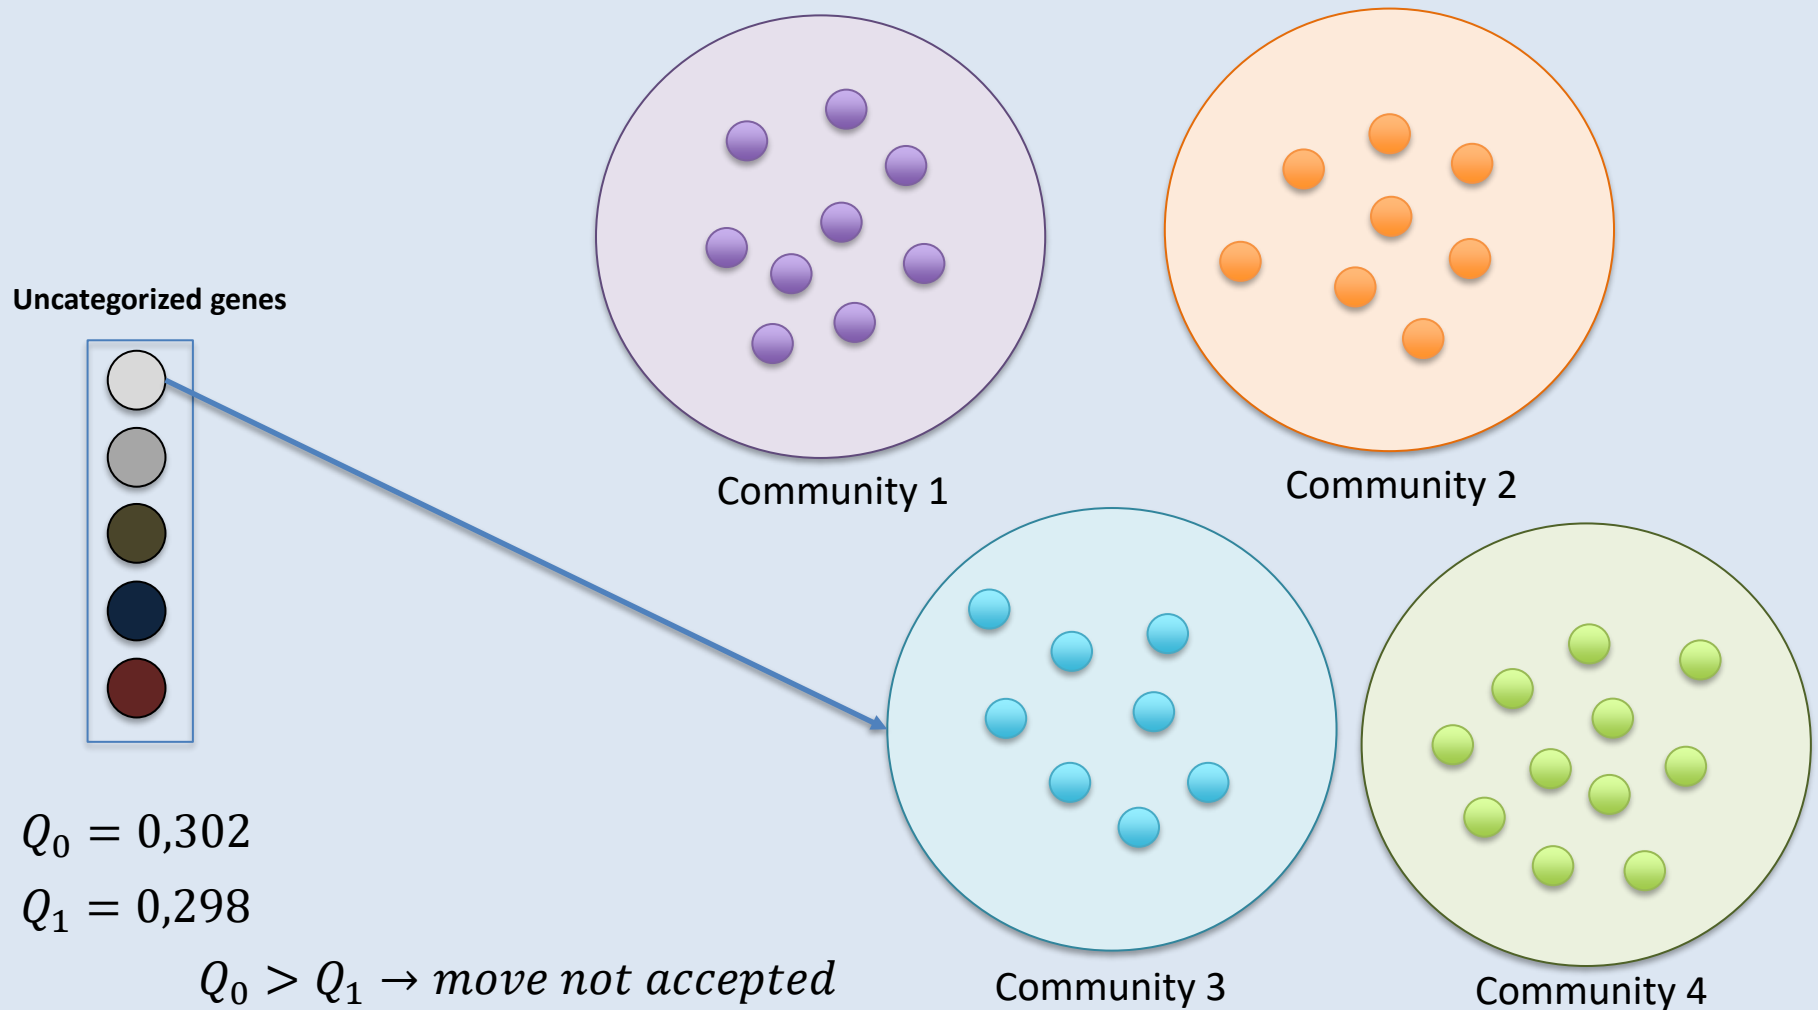 Uncategorized genes
Community 1
Community 2
Q₀ = 0,302
Q₁ = 0,298
Q₀ > Q₁ → move not accepted
Community 3
Community 4